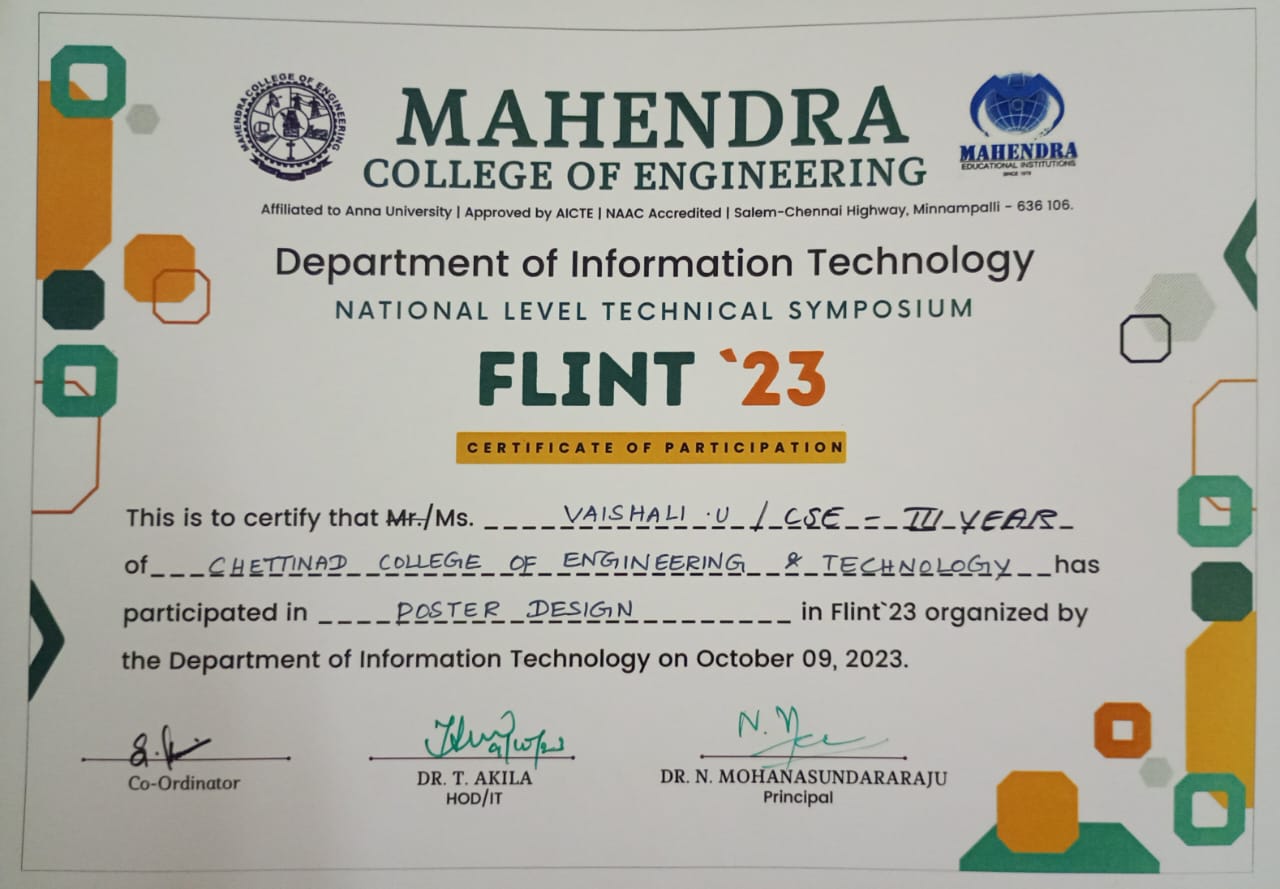 MAHENDRA COLLEGE OF ENGINEERING
MAHENDRA
COLLEGE OF ENGINEERING
MAHENDRA
EDUCATIONAL INSTITUTIONS
SINCE 1978
Affiliated to Anna University | Approved by AICTE | NAAC Accredited | Salem-Chennai Highway, Minnampalli - 636 106.
Department of Information Technology
NATIONAL LEVEL TECHNICAL SYMPOSIUM
FLINT `23
CERTIFICATE OF PARTICIPATION
This is to certify that Mr./Ms. VAISHALI .U / CSE - III YEAR
of CHETTINAD COLLEGE OF ENGINEERING & TECHNOLOGY has
participated in POSTER DESIGN in Flint`23 organized by
the Department of Information Technology on October 09, 2023.
9/10/23
Co-Ordinator
DR. T. AKILA
HOD/IT
DR. N. MOHANASUNDARARAJU
Principal